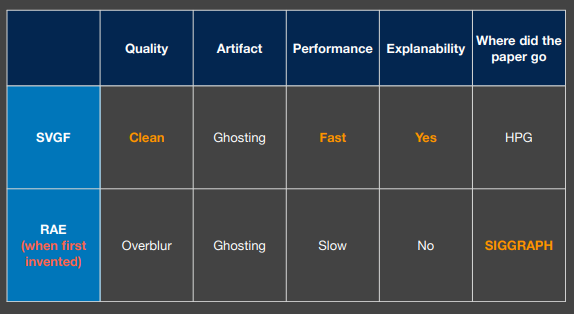 Quality Artifact Performance Explanability Where did the
paper go
SVGF Clean Ghosting Fast Yes HPG
RAE
(when first
invented) Overblur Ghosting Slow No SIGGRAPH